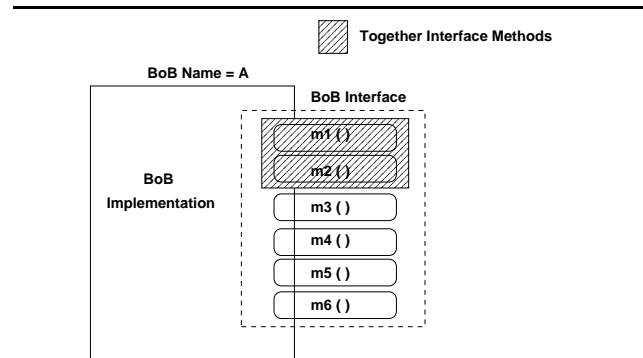 Together Interface Methods
BoB Name = A
BoB Interface
m1 ( )
m2 ( )
BoB
Implementation
m3 ( )
m4 ( )
m5 ( )
m6 ( )